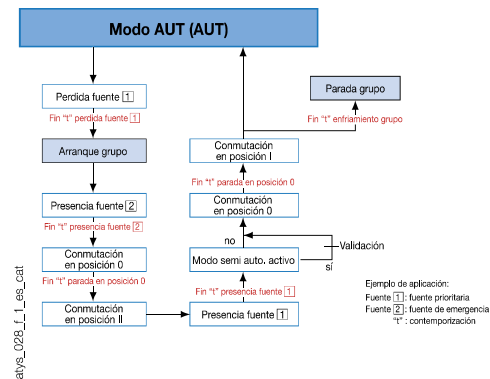 Modo AUT (AUT)
Perdida fuente 1
Fin "t" perdida fuente 1
Arranque grupo
Presencia fuente 2
Fin "t" presencia fuente 2
Conmutación
en posición 0
Fin "t" parada en posición 0
Conmutación
en posición II
Presencia fuente 1
Fin "t" presencia fuente 1
Modo semi auto. activo
Validación
sí
no
Conmutación
en posición 0
Fin "t" parada en posición 0
Conmutación
en posición I
Fin "t" enfriamiento grupo
Parada grupo
Ejemplo de aplicación:
Fuente 1 : fuente prioritaria
Fuente 2 : fuente de emergencia
"t" : contemporización
atys_028_f_1_es_cat